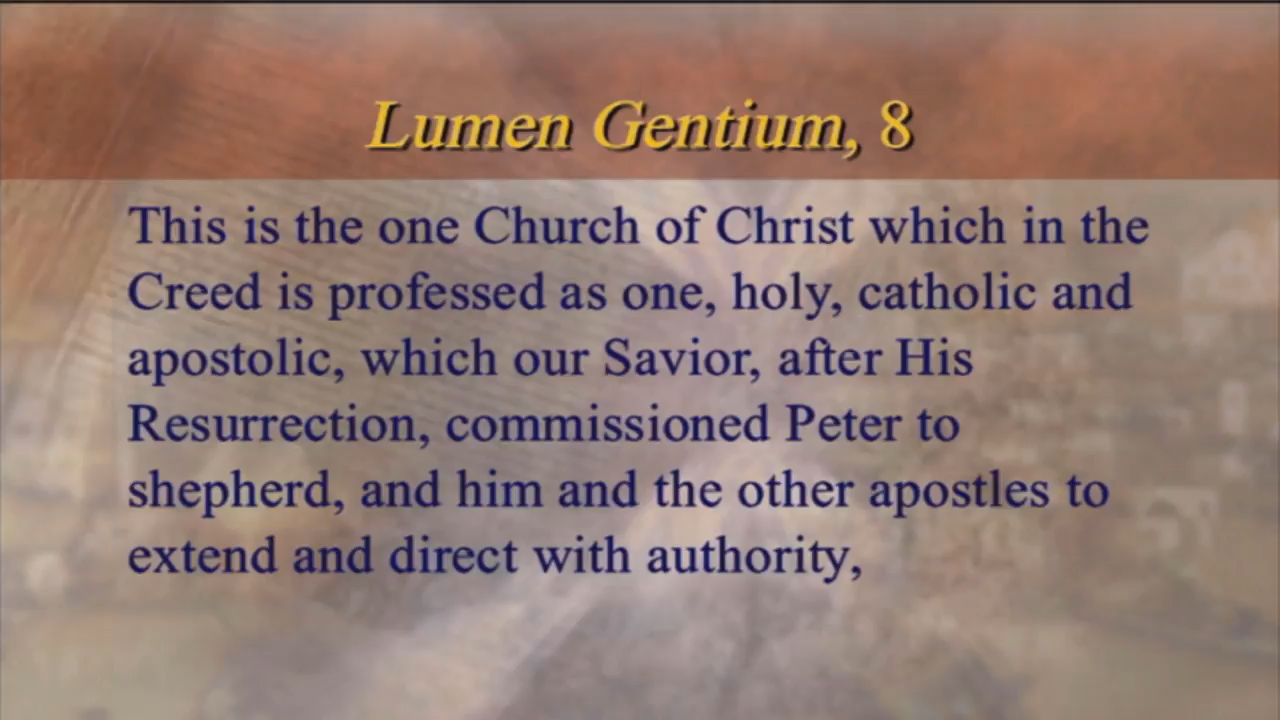 Lumen Gentium, 8
This is the one Church of Christ which in the
Creed is professed as one, holy, catholic and
apostolic, which our Savior, after His
Resurrection, commissioned Peter to
shepherd, and him and the other apostles to
extend and direct with authority,